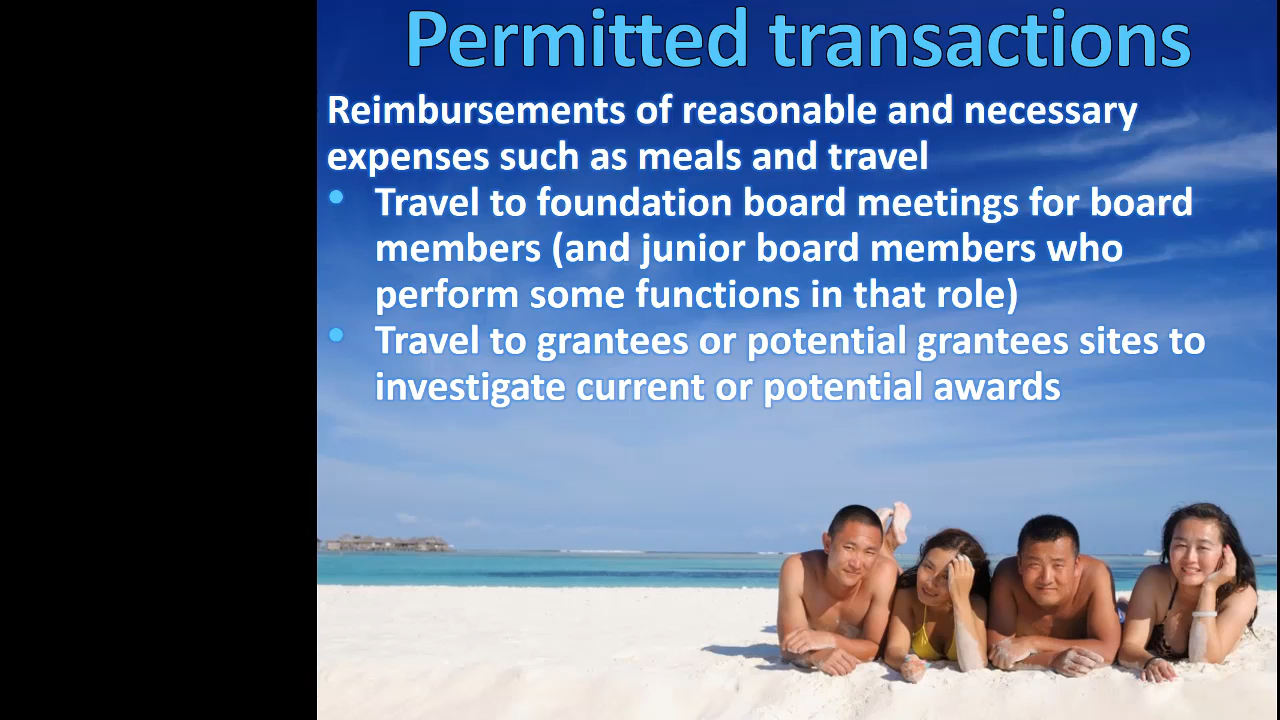 Permitted transactions
Reimbursements of reasonable and necessary
expenses such as meals and travel
• Travel to foundation board meetings for board
members (and junior board members who
perform some functions in that role)
• Travel to grantees or potential grantees sites to
investigate current or potential awards